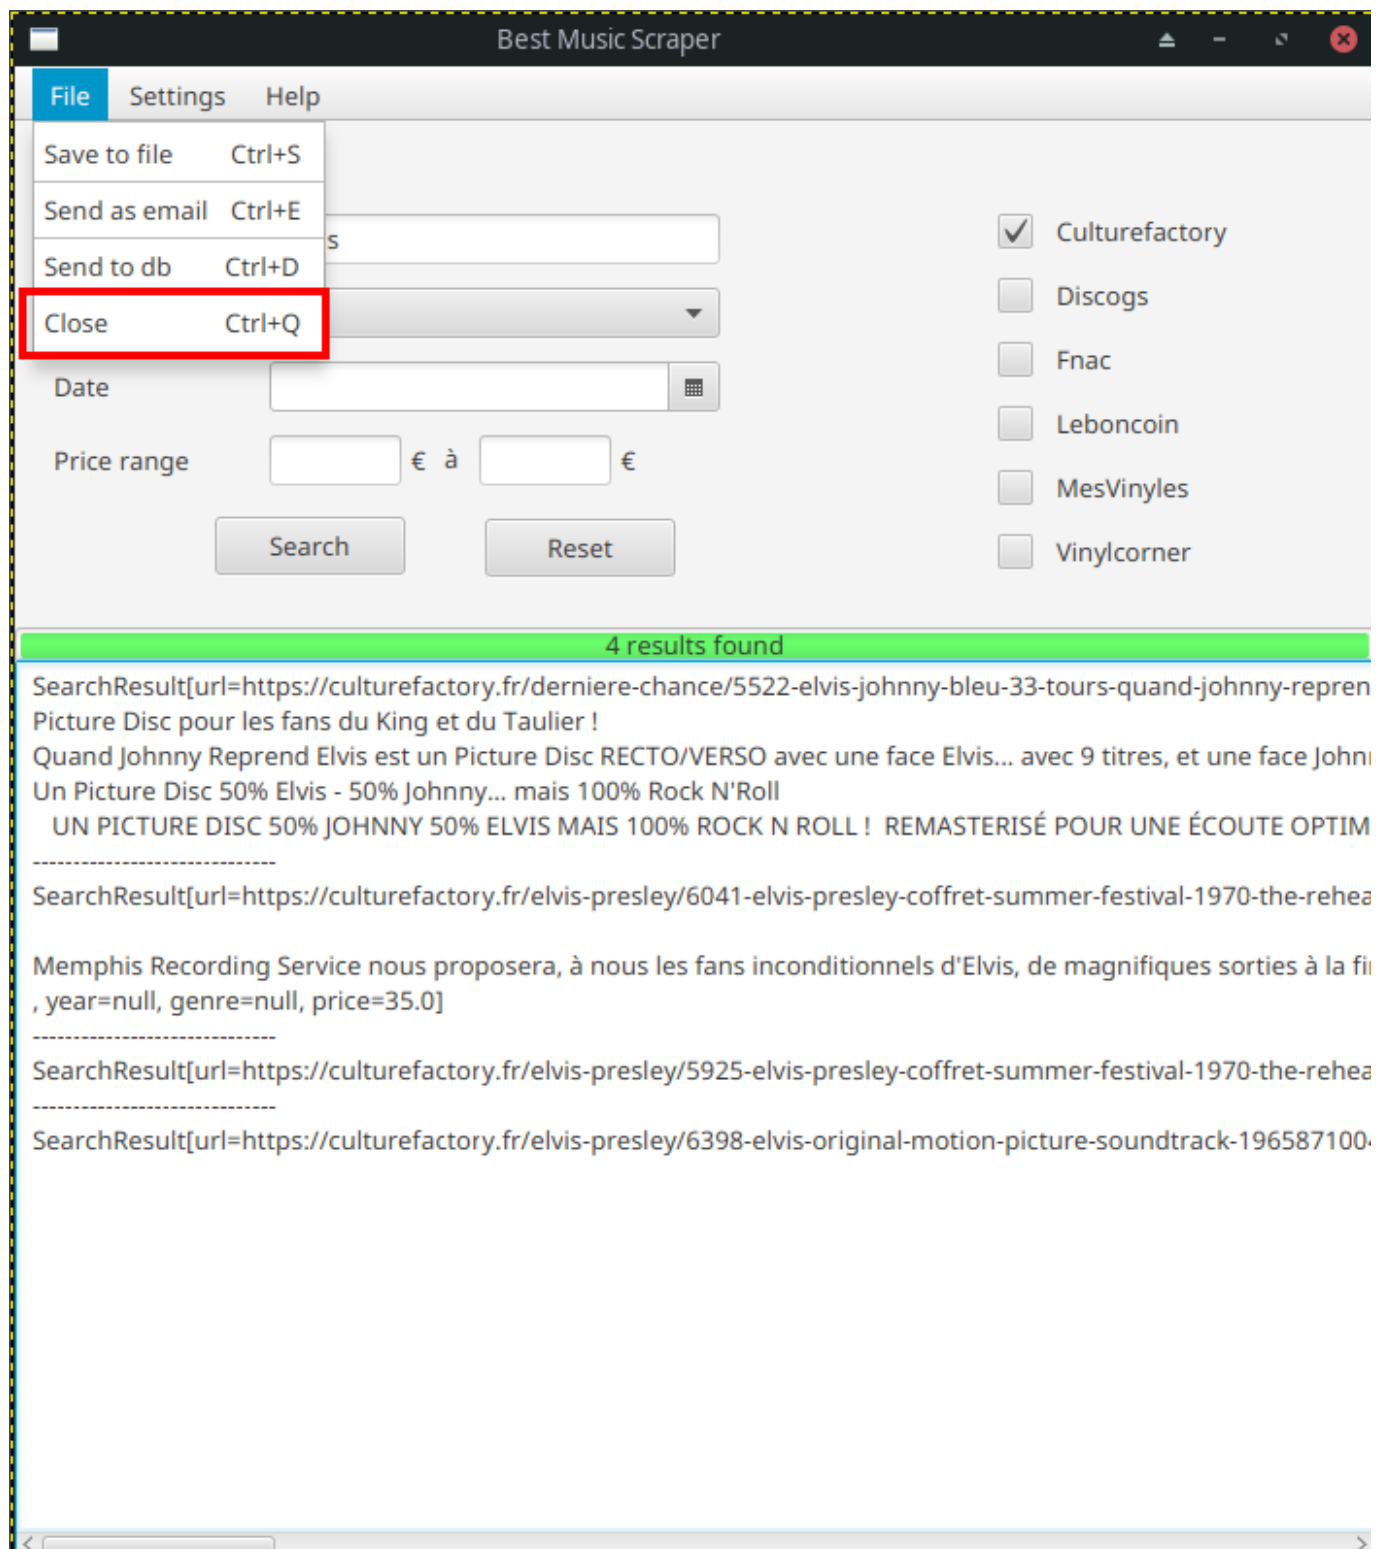 Best Music Scraper
File Settings Help
Save to file Ctrl+S
Send as email Ctrl+E
s
Culturefactory
Send to db Ctrl+D
Discogs
Close Ctrl+Q
Fnac
Date
Leboncoin
Price range € à €
MesVinyles
Search Reset
Vinylcorner
4 results found
SearchResult[url=https://culturefactory.fr/derniere-chance/5522-elvis-johnny-bleu-33-tours-quand-johnny-repren
Picture Disc pour les fans du King et du Taulier !
Quand Johnny Reprend Elvis est un Picture Disc RECTO/VERSO avec une face Elvis... avec 9 titres, et une face John
Un Picture Disc 50% Elvis - 50% Johnny... mais 100% Rock N'Roll
UN PICTURE DISC 50% JOHNNY 50% ELVIS MAIS 100% ROCK N ROLL ! REMASTERISÉ POUR UNE ÉCOUTE OPTIM
------------------------------
SearchResult[url=https://culturefactory.fr/elvis-presley/6041-elvis-presley-coffret-summer-festival-1970-the-rehea
Memphis Recording Service nous proposera, à nous les fans inconditionnels d'Elvis, de magnifiques sorties à la fi
, year=null, genre=null, price=35.0]
------------------------------
SearchResult[url=https://culturefactory.fr/elvis-presley/5925-elvis-presley-coffret-summer-festival-1970-the-rehea
------------------------------
SearchResult[url=https://culturefactory.fr/elvis-presley/6398-elvis-original-motion-picture-soundtrack-1965871004